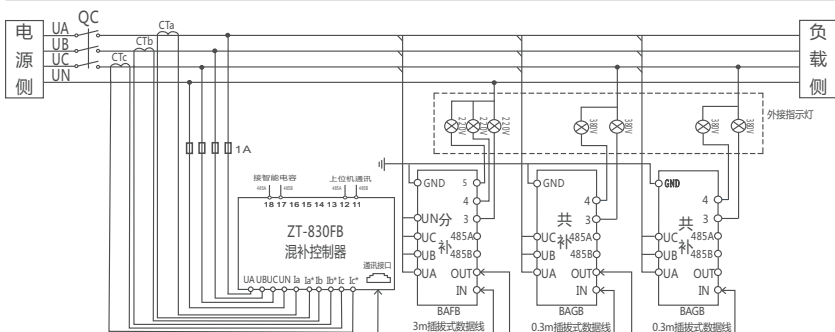 电源侧
UA
UB
UC
UN
QC
CTa
CTb
CTc
负载侧
1A
220V
220V
220V
380V
380V
380V
380V
外接指示灯
接智能电容
上位机通讯
485A
485B
485A
485B
18 17 16 15 14 13 12 11
ZT-830FB
混补控制器
通讯接口
UA UBUCUN Ia Ia* Ib Ib* Ic Ic*
GND 5
4
UN 3
UC 485A
UB 485B
UA OUT
IN
分补
BAFB
3m插拔式数据线
GND
4
3
UC 485A
UB 485B
UA OUT
IN
共补
BAGB
0.3m插拔式数据线
GND
4
3
UC 485A
UB 485B
UA OUT
IN
共补
BAGB
0.3m插拔式数据线